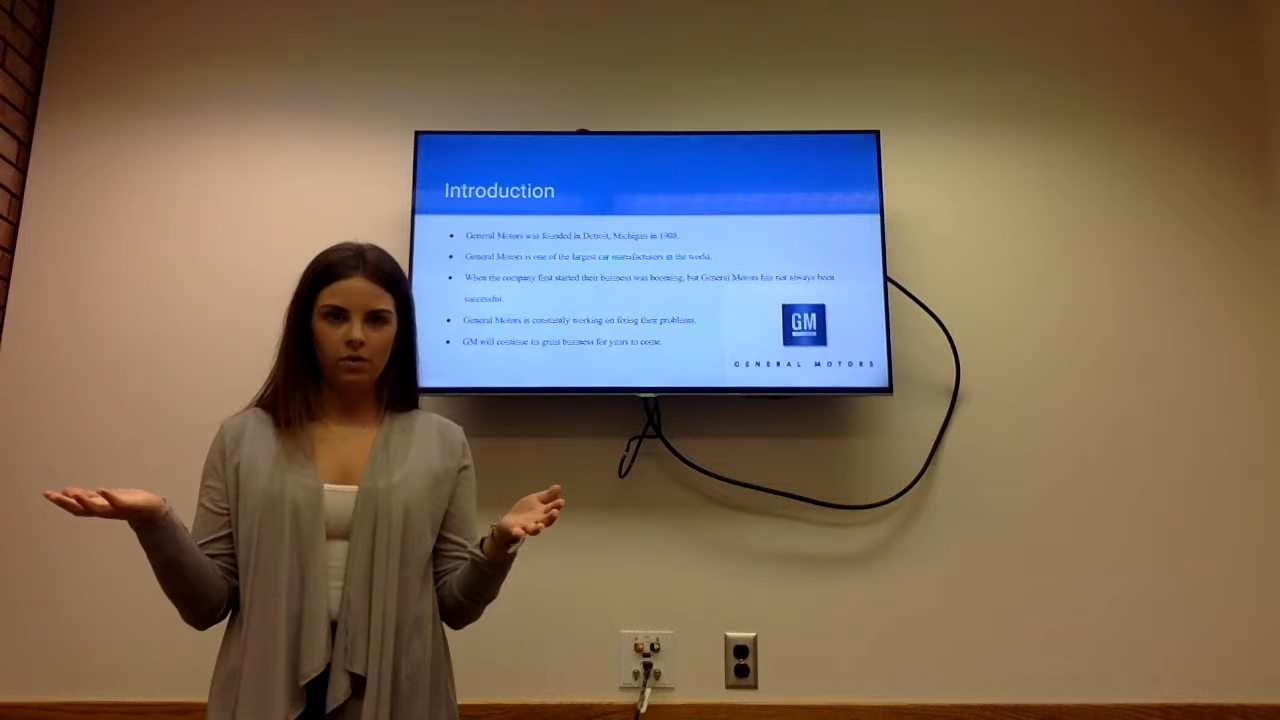 Introduction
General Motors was founded in Detroit, Michigan in 1908.
General Motors is one of the largest car manufacturers in the world.
When the company first started their business was booming, but General Motors has not always been
successful.
General Motors is constantly working on fixing their problems.
GM will continue its great business for years to come.
GM
GENERAL MOTORS